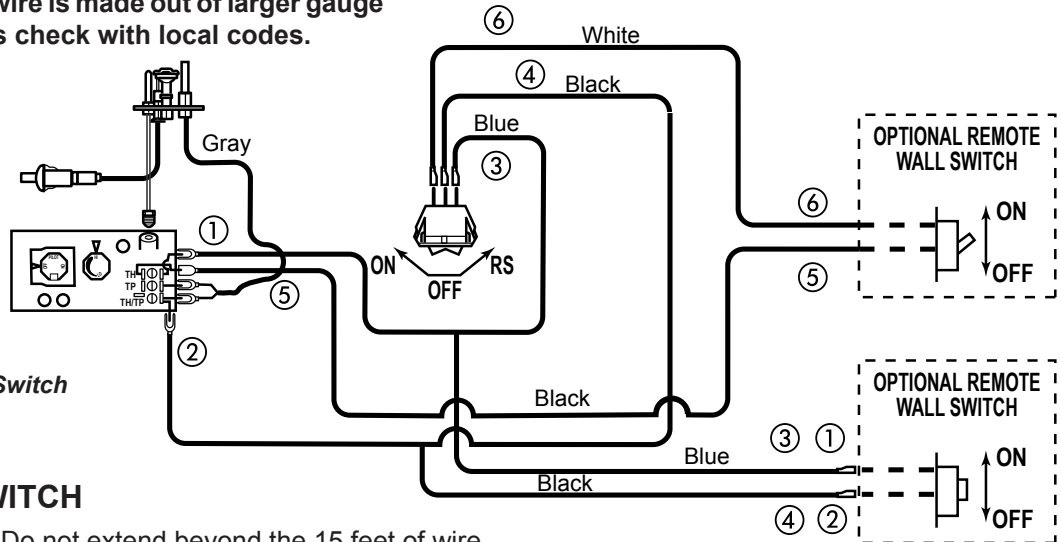 wire is made out of larger gauge
s check with local codes.
⑥
White
④
Black
Blue
③
Gray
OPTIONAL REMOTE
WALL SWITCH
⑥
ON
OFF
⑤
①
ON
RS
OFF
TH
TP
TH/TP
⑤
②
Switch
Black
OPTIONAL REMOTE
WALL SWITCH
③ ①
Blue
ON
Black
④ ②
OFF
WITCH
Do not extend beyond the 15 feet of wire